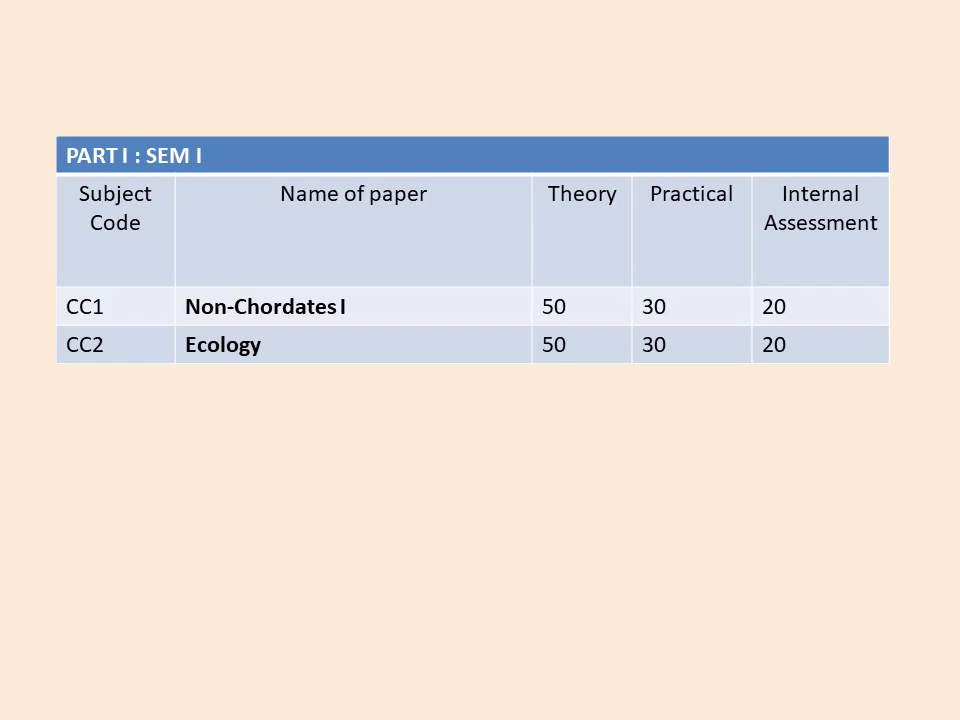 PART I : SEM I
Subject Code Name of paper Theory Practical Internal Assessment
CC1 Non-Chordates I 50 30 20
CC2 Ecology 50 30 20